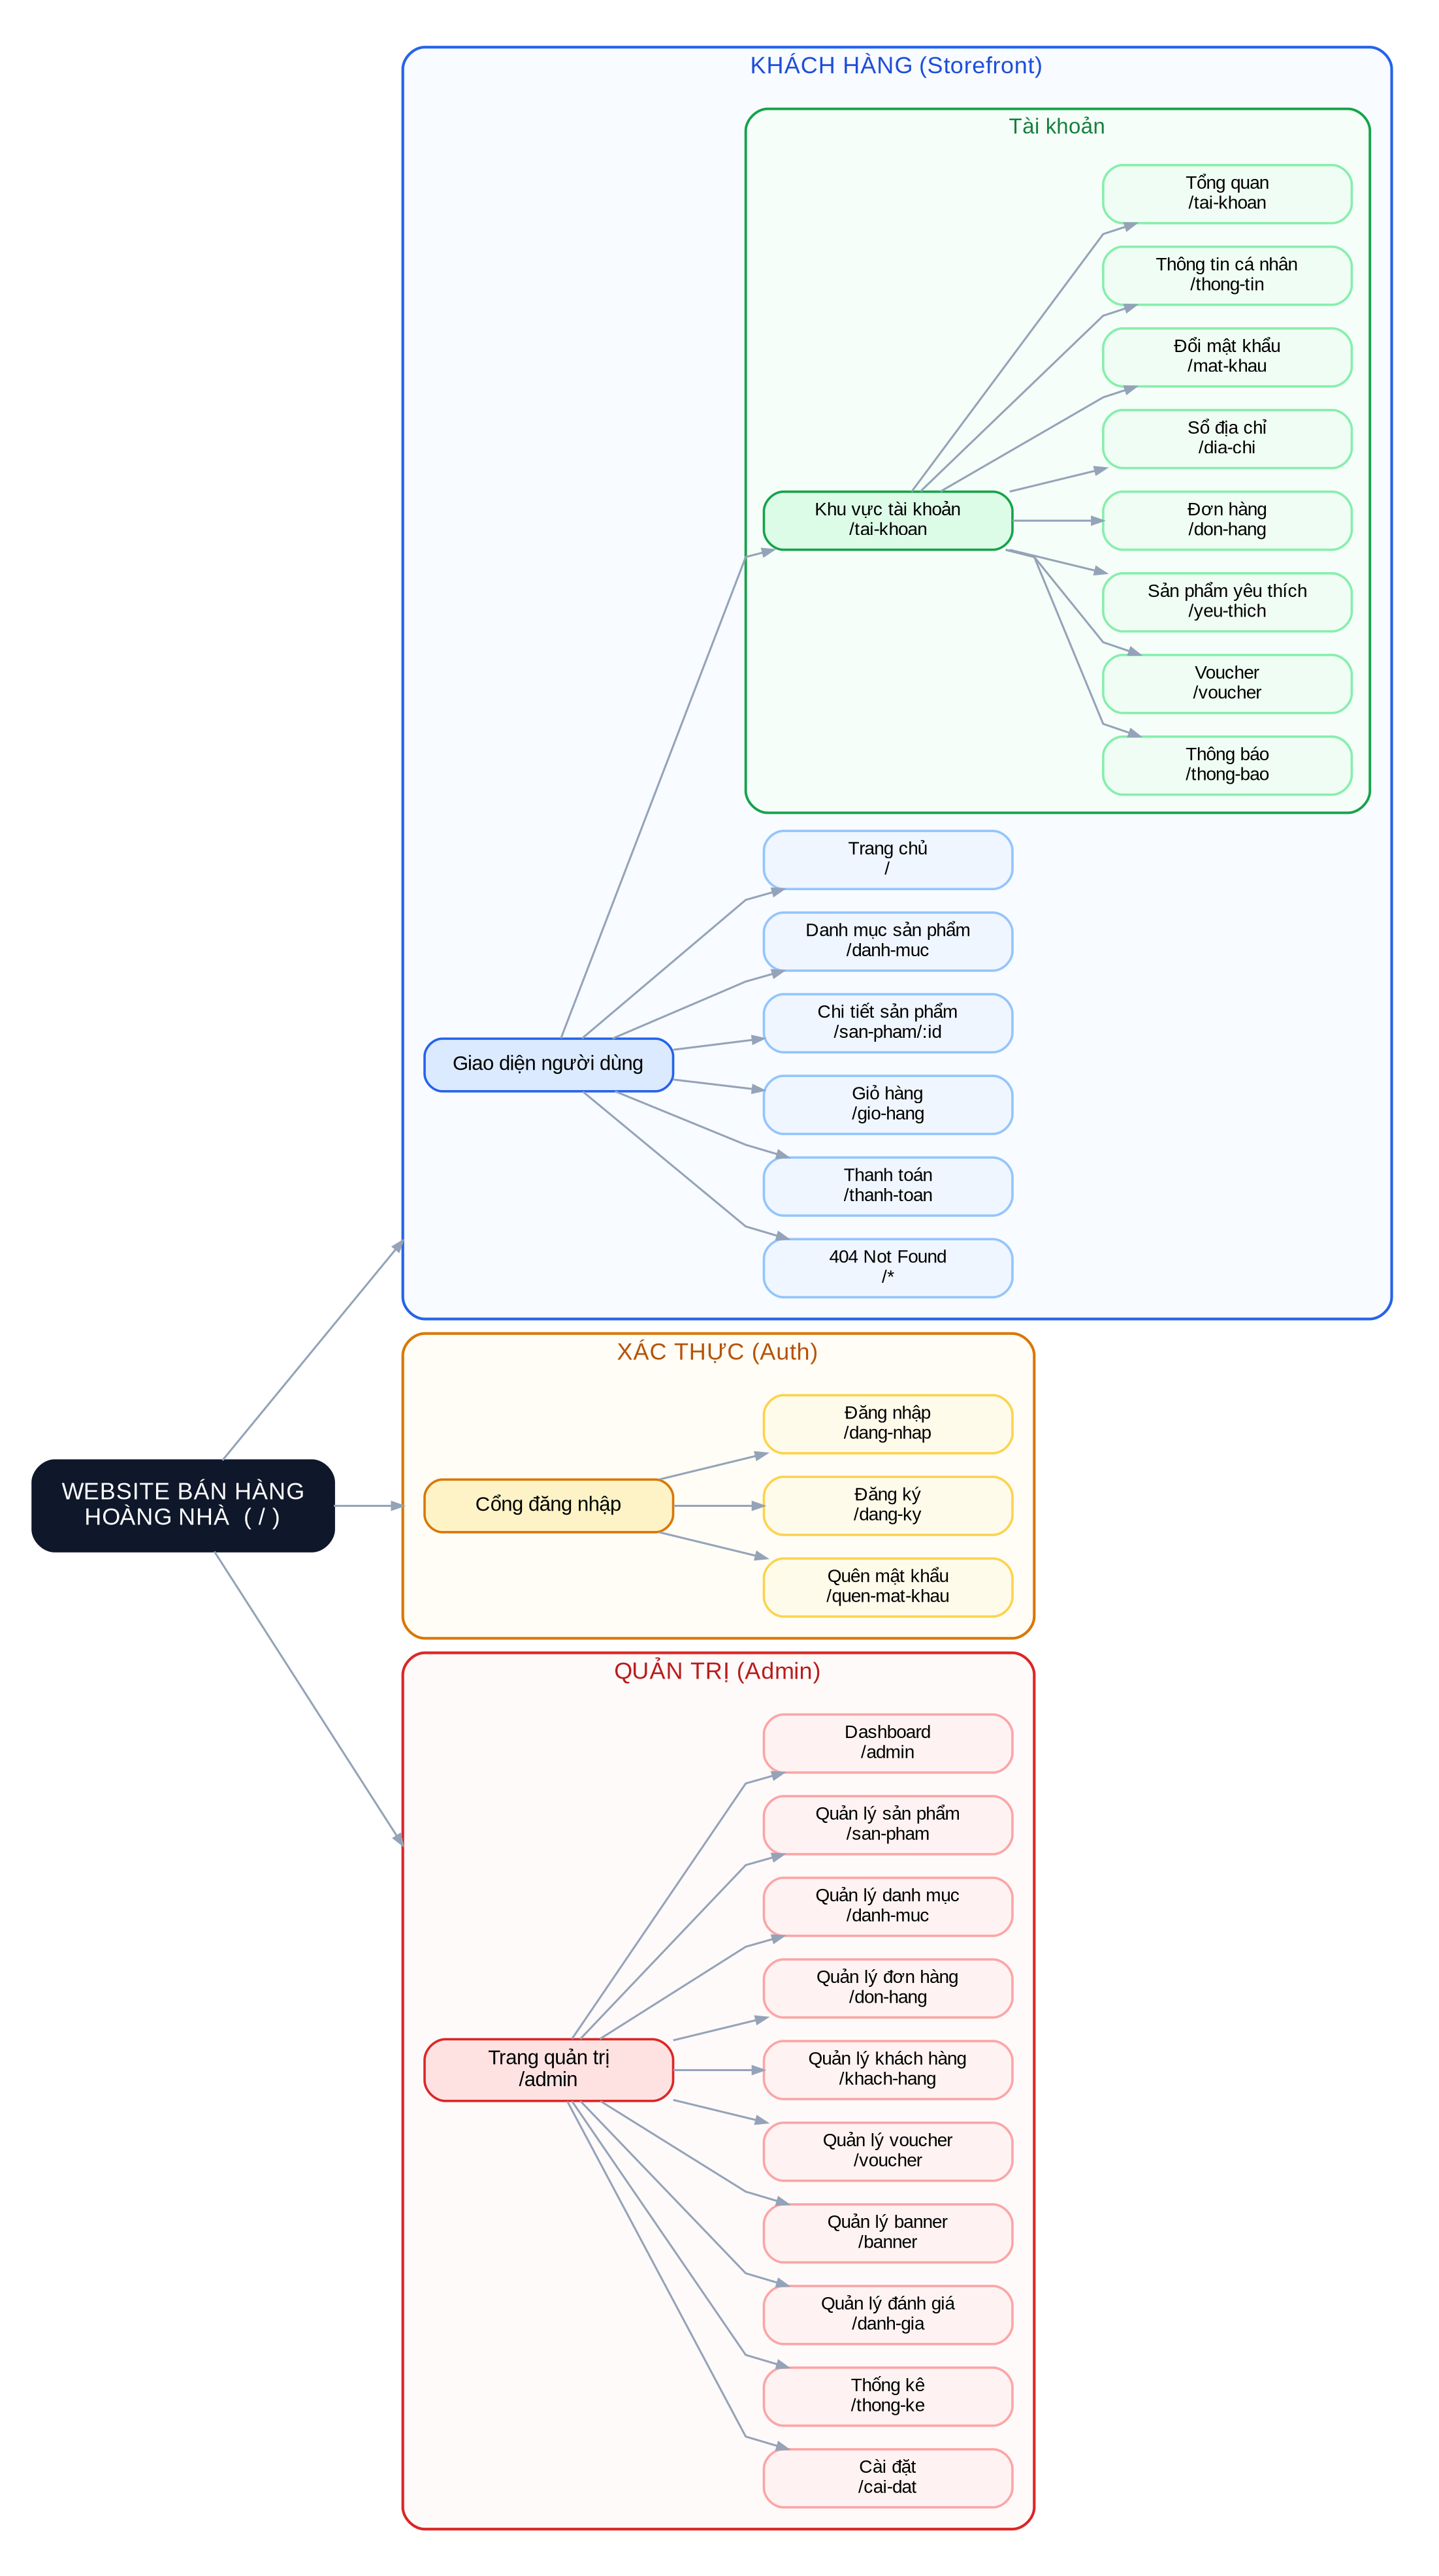 KHÁCH HÀNG (Storefront)
Tài khoản
Tổng quan
/tai-khoan
Thông tin cá nhân
/thong-tin
Đổi mật khẩu
/mat-khau
Sổ địa chỉ
/dia-chi
Khu vực tài khoản
/tai-khoan
Đơn hàng
/don-hang
Sản phẩm yêu thích
/yeu-thich
Voucher
/voucher
Thông báo
/thong-bao
Trang chủ
/
Danh mục sản phẩm
/danh-muc
Chi tiết sản phẩm
/san-pham/:id
Giao diện người dùng
Giỏ hàng
/gio-hang
Thanh toán
/thanh-toan
404 Not Found
/*
XÁC THỰC (Auth)
Đăng nhập
/dang-nhap
WEBSITE BÁN HÀNG
HOÀNG NHÀ  ( / )
Cổng đăng nhập
Đăng ký
/dang-ky
Quên mật khẩu
/quen-mat-khau
QUẢN TRỊ (Admin)
Dashboard
/admin
Quản lý sản phẩm
/san-pham
Quản lý danh mục
/danh-muc
Quản lý đơn hàng
/don-hang
Trang quản trị
/admin
Quản lý khách hàng
/khach-hang
Quản lý voucher
/voucher
Quản lý banner
/banner
Quản lý đánh giá
/danh-gia
Thống kê
/thong-ke
Cài đặt
/cai-dat